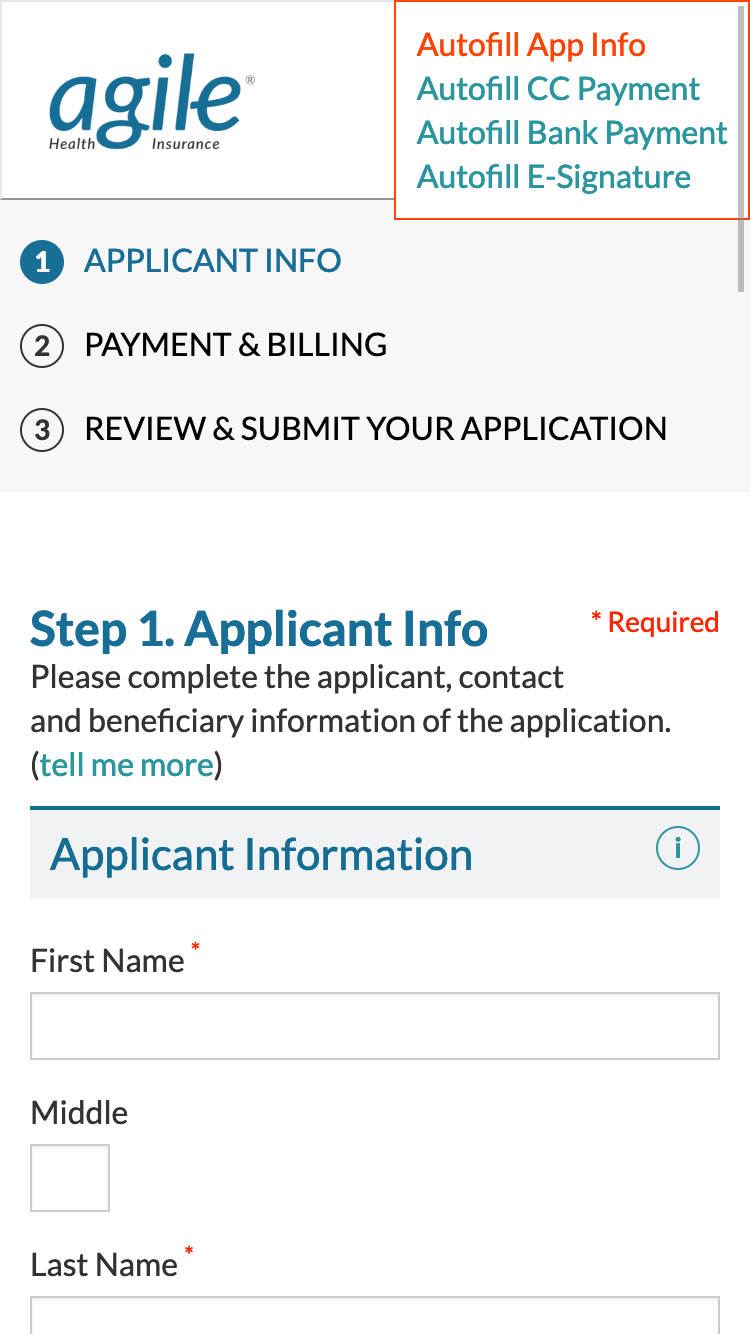 agile®
Health Insurance
Autofill App Info
Autofill CC Payment
Autofill Bank Payment
Autofill E-Signature
1 APPLICANT INFO
2 PAYMENT & BILLING
3 REVIEW & SUBMIT YOUR APPLICATION
Step 1. Applicant Info
* Required
Please complete the applicant, contact
and beneficiary information of the application.
(tell me more)
Applicant Information
i
First Name *
Middle
Last Name *